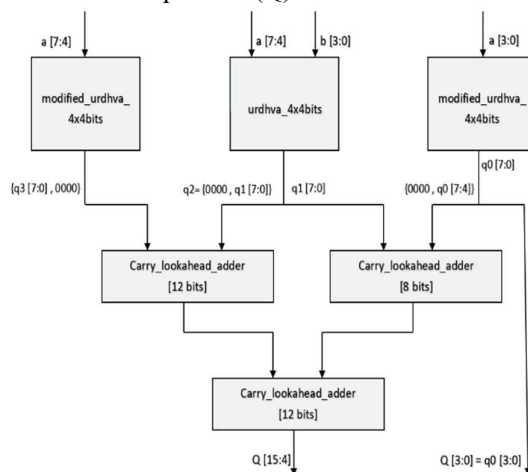 a [7:4]
a [7:4]
b [3:0]
a [3:0]
modified_urdhva_
4x4bits
urdhva_4x4bits
modified_urdhva_
4x4bits
q0 [7:0]
{q3 [7:0] , 0000}
q2= {0000, q1 [7:0]}
q1 [7:0]
{0000 , q0 [7:4]}
Carry_lookahead_adder
[12 bits]
Carry_lookahead_adder
[8 bits]
Carry_lookahead_adder
[12 bits]
Q [15:4]
Q [3:0] = q0 [3:0]